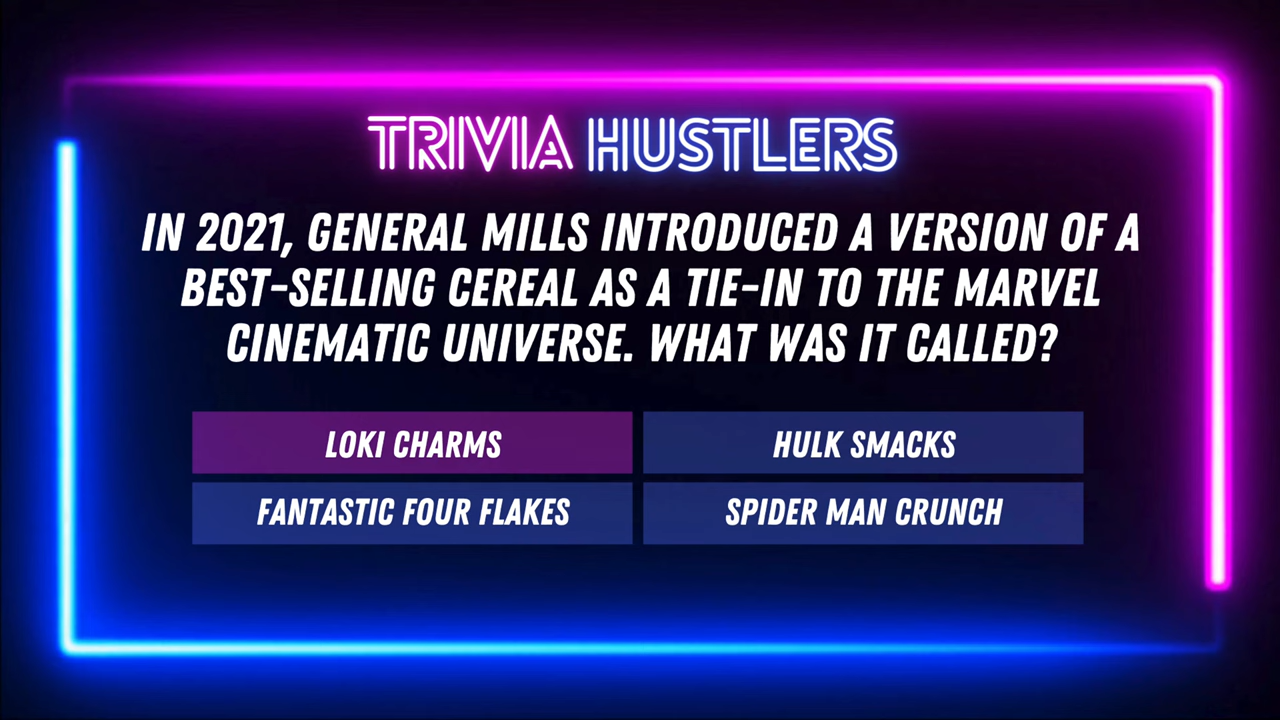 TRIVIA HUSTLERS
IN 2021, GENERAL MILLS INTRODUCED A VERSION OF A
BEST-SELLING CEREAL AS A TIE-IN TO THE MARVEL
CINEMATIC UNIVERSE. WHAT WAS IT CALLED?
LOKI CHARMS
HULK SMACKS
FANTASTIC FOUR FLAKES
SPIDER MAN CRUNCH